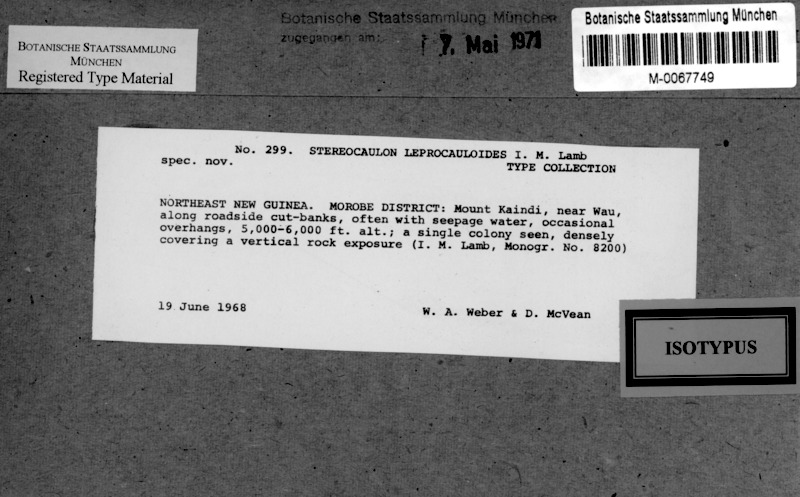 BOTANISCHE STAATSSAMMLUNG
MÜNCHEN
Registered Type Material
Botanische Staatssammlung München
zugegangen am:
7. Mai 1971
Botanische Staatssammlung München
M-0067749
No. 299. STEREOCAULON LEPROCAULOIDES I. M. Lamb
spec. nov. TYPE COLLECTION
NORTHEAST NEW GUINEA. MOROBE DISTRICT: Mount Kaindi, near Wau,
along roadside cut-banks, often with seepage water, occasional
overhangs, 5,000-6,000 ft. alt.; a single colony seen, densely
covering a vertical rock exposure (I. M. Lamb, Monogr. No. 8200)
19 June 1968 W. A. Weber & D. McVean
ISOTYPUS